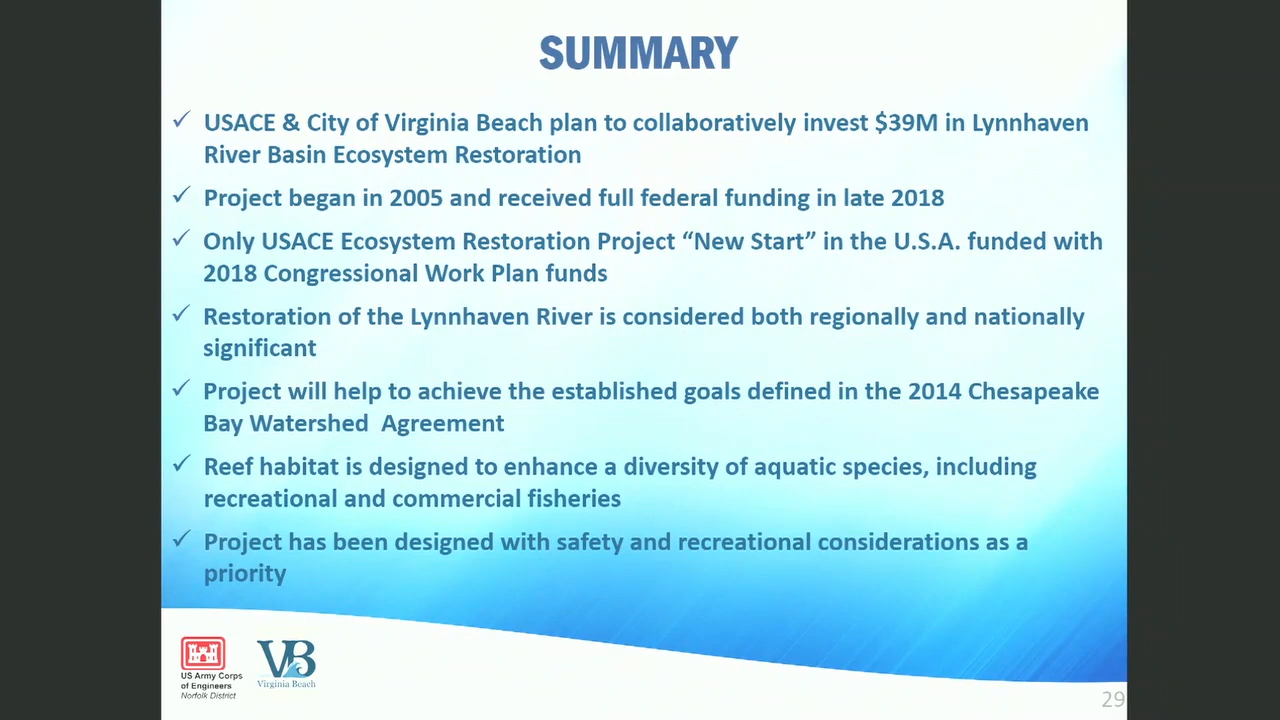 SUMMARY
✓ USACE & City of Virginia Beach plan to collaboratively invest $39M in Lynnhaven
River Basin Ecosystem Restoration
✓ Project began in 2005 and received full federal funding in late 2018
✓ Only USACE Ecosystem Restoration Project “New Start” in the U.S.A. funded with
2018 Congressional Work Plan funds
✓ Restoration of the Lynnhaven River is considered both regionally and nationally
significant
✓ Project will help to achieve the established goals defined in the 2014 Chesapeake
Bay Watershed  Agreement
✓ Reef habitat is designed to enhance a diversity of aquatic species, including
recreational and commercial fisheries
✓ Project has been designed with safety and recreational considerations as a
priority
US Army Corps
of Engineers
Norfolk District
VB
Virginia Beach
29